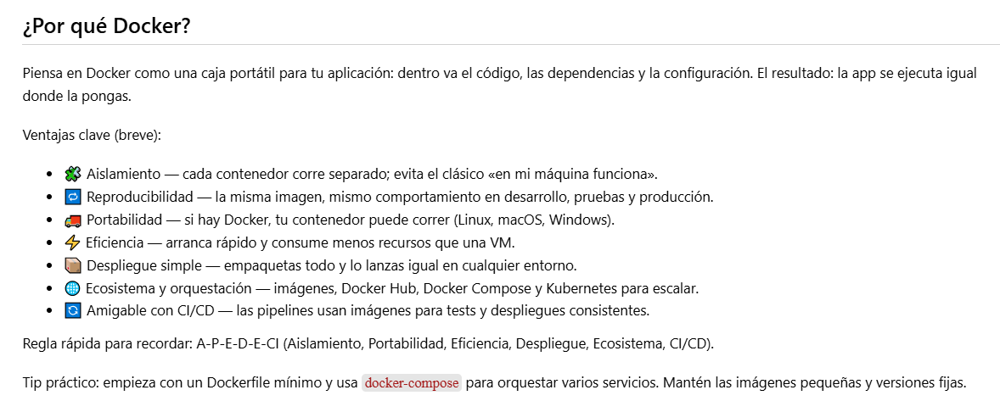 ¿Por qué Docker?
Piensa en Docker como una caja portátil para tu aplicación: dentro va el código, las dependencias y la configuración. El resultado: la app se ejecuta igual
donde la pongas.
Ventajas clave (breve):
• 🧩 Aislamiento — cada contenedor corre separado; evita el clásico «en mi máquina funciona».
• 🔁 Reproducibilidad — la misma imagen, mismo comportamiento en desarrollo, pruebas y producción.
• 🚚 Portabilidad — si hay Docker, tu contenedor puede correr (Linux, macOS, Windows).
• ⚡ Eficiencia — arranca rápido y consume menos recursos que una VM.
• 📦 Despliegue simple — empaquetas todo y lo lanzas igual en cualquier entorno.
• 🌐 Ecosistema y orquestación — imágenes, Docker Hub, Docker Compose y Kubernetes para escalar.
• 🔄 Amigable con CI/CD — las pipelines usan imágenes para tests y despliegues consistentes.
Regla rápida para recordar: A-P-E-D-E-CI (Aislamiento, Portabilidad, Eficiencia, Despliegue, Ecosistema, CI/CD).
Tip práctico: empieza con un Dockerfile mínimo y usa docker-compose para orquestar varios servicios. Mantén las imágenes pequeñas y versiones fijas.